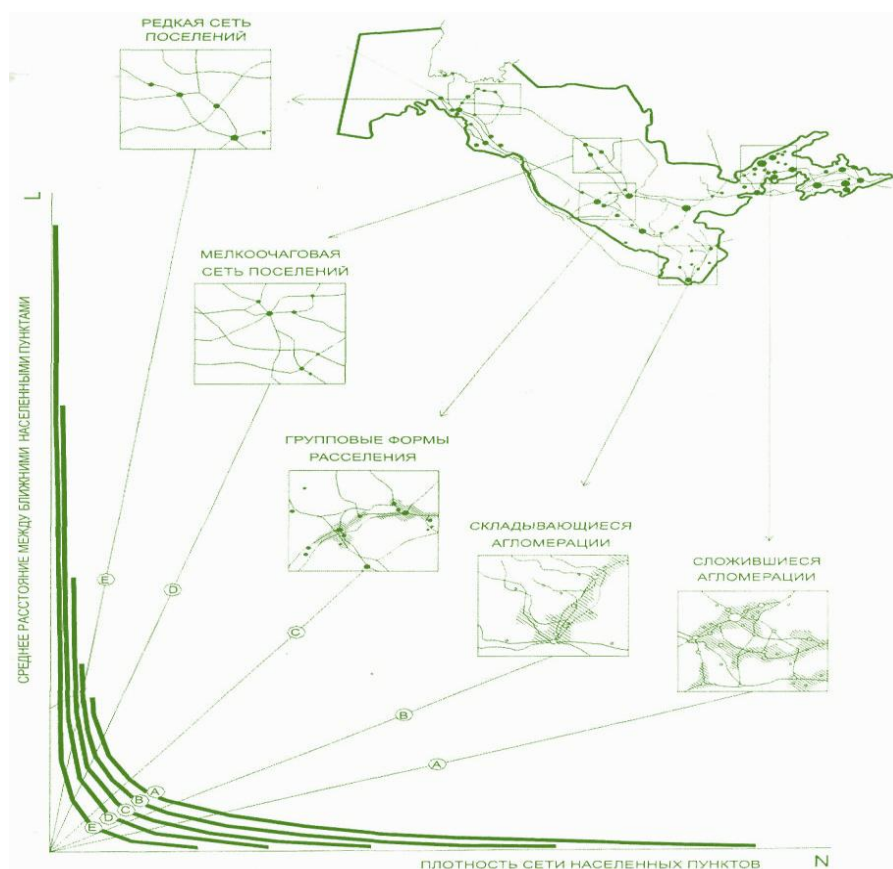 РЕДКАЯ СЕТЬ
ПОСЕЛЕНИЙ
МЕЛКООЧАГОВАЯ
СЕТЬ ПОСЕЛЕНИЙ
ГРУППОВЫЕ ФОРМЫ
РАССЕЛЕНИЯ
СКЛАДЫВАЮЩИЕСЯ
АГЛОМЕРАЦИИ
СЛОЖИВШИЕСЯ
АГЛОМЕРАЦИИ
L
СРЕДНЕЕ РАССТОЯНИЕ МЕЖДУ БЛИЖНИМИ НАСЕЛЕННЫМИ ПУНКТАМИ
E
D
C
B
A
A
B
C
D
E
ПЛОТНОСТЬ СЕТИ НАСЕЛЕННЫХ ПУНКТОВ
N